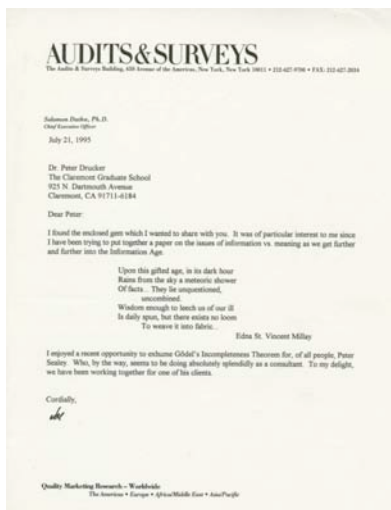 AUDITS & SURVEYS
The Audits & Surveys Building, 650 Avenue of the Americas, New York, New York 10011 • 212-627-9700 • FAX: 212-627-2034
Solomon Dutka, Ph.D.
Chief Executive Officer
July 21, 1995
Dr. Peter Drucker
The Claremont Graduate School
925 N. Dartmouth Avenue
Claremont, CA 91711-6184
Dear Peter:
I found the enclosed gem which I wanted to share with you. It was of particular interest to me since
I have been trying to put together a paper on the issues of information vs. meaning as we get further
and further into the Information Age.
Upon this gifted age, in its dark hour
Rains from the sky a meteoric shower
Of facts... They lie unquestioned,
uncombined.
Wisdom enough to leech us of our ill
Is daily spun, but there exists no loom
To weave it into fabric...
Edna St. Vincent Millay
I enjoyed a recent opportunity to exhume Gödel's Incompleteness Theorem for, of all people, Peter
Sealey. Who, by the way, seems to be doing absolutely splendidly as a consultant. To my delight,
we have been working together for one of his clients.
Cordially,
Quality Marketing Research – Worldwide
The Americas • Europe • Africa/Middle East • Asia/Pacific